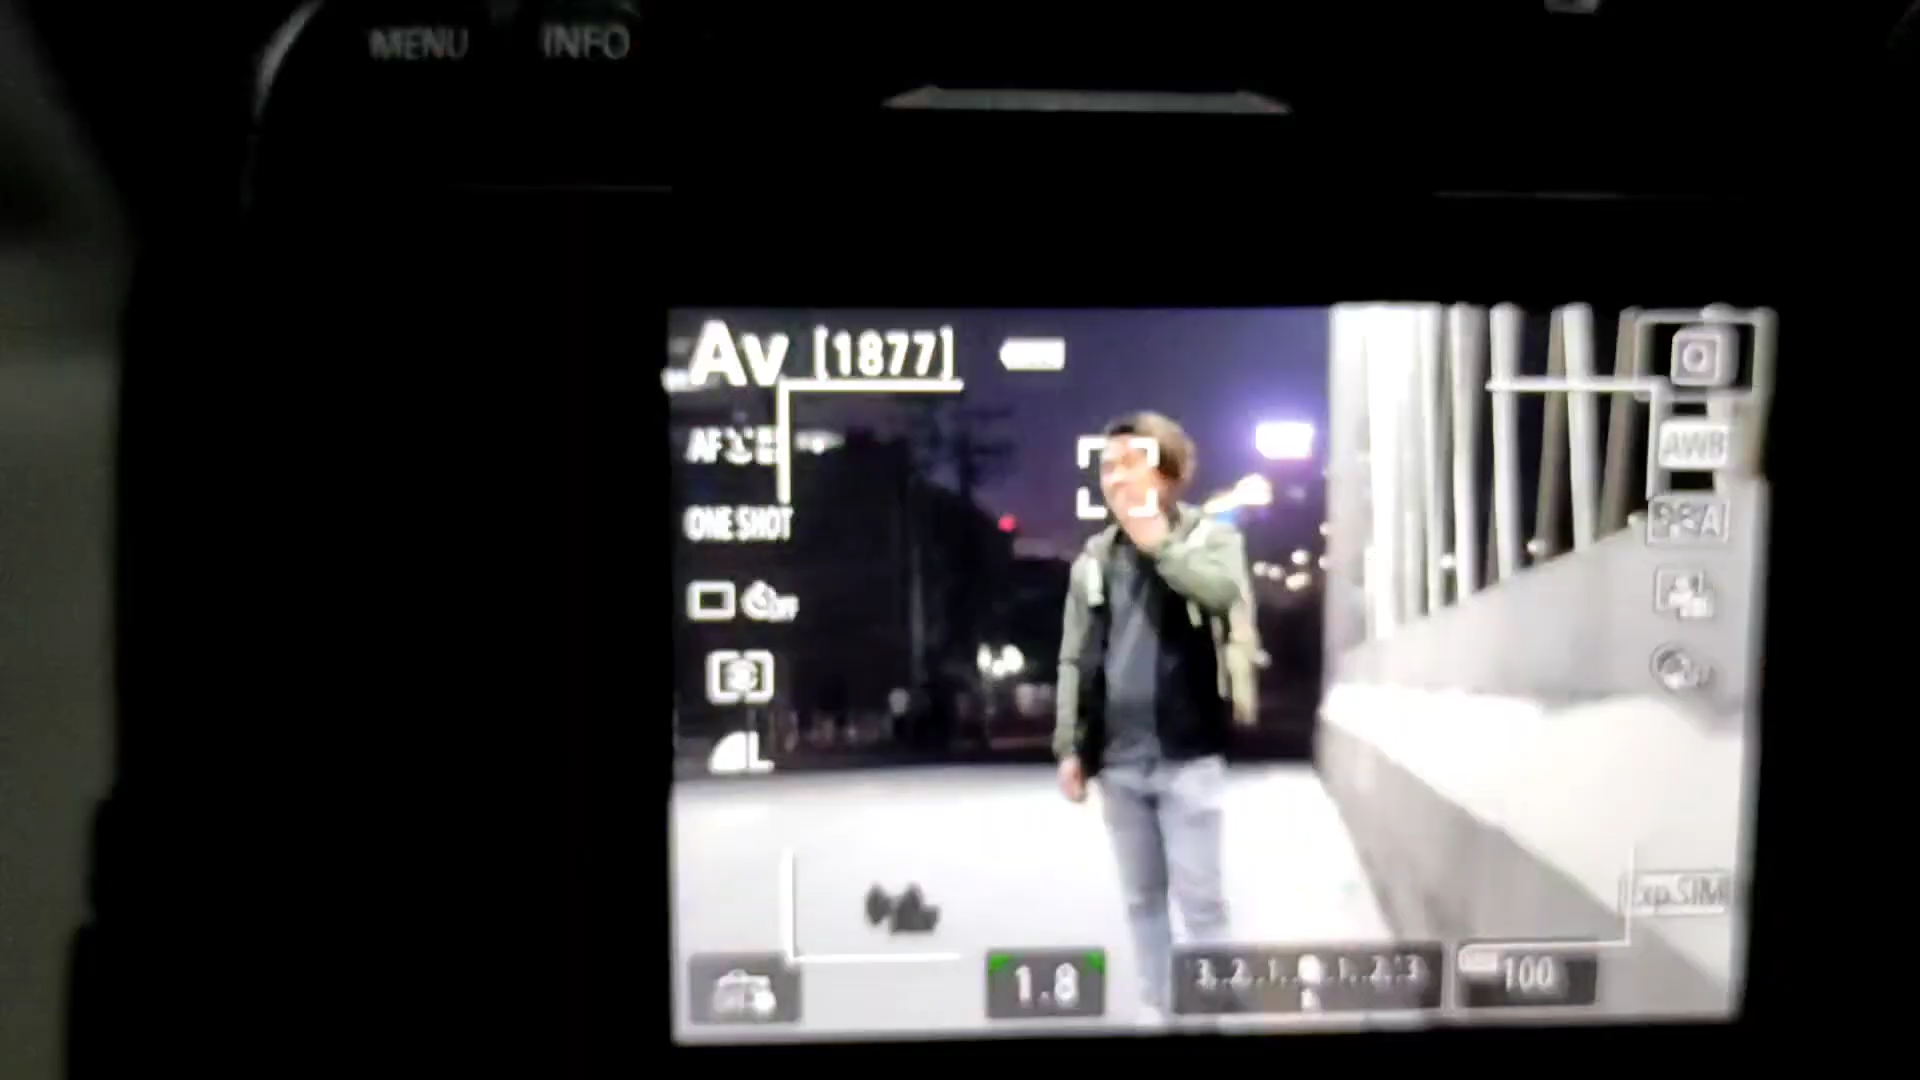 MENU INFO
Av [1877]
AF
AWB
ONE SHOT
L
Exp.SIM
1.8
3..2..1..0..1..2..3
100